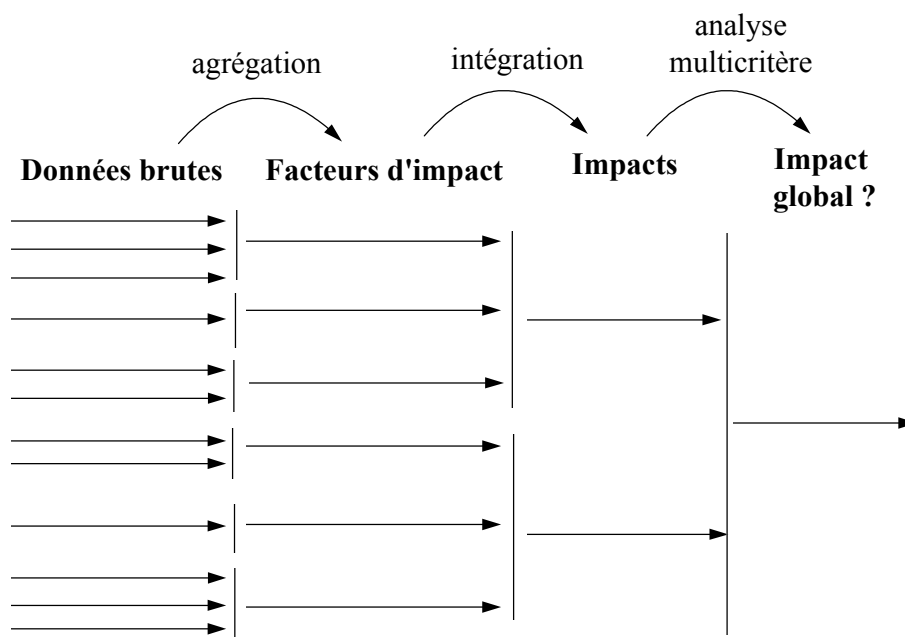 agrégation
intégration
analyse
multicritère
Données brutes
Facteurs d'impact
Impacts
Impact
global ?